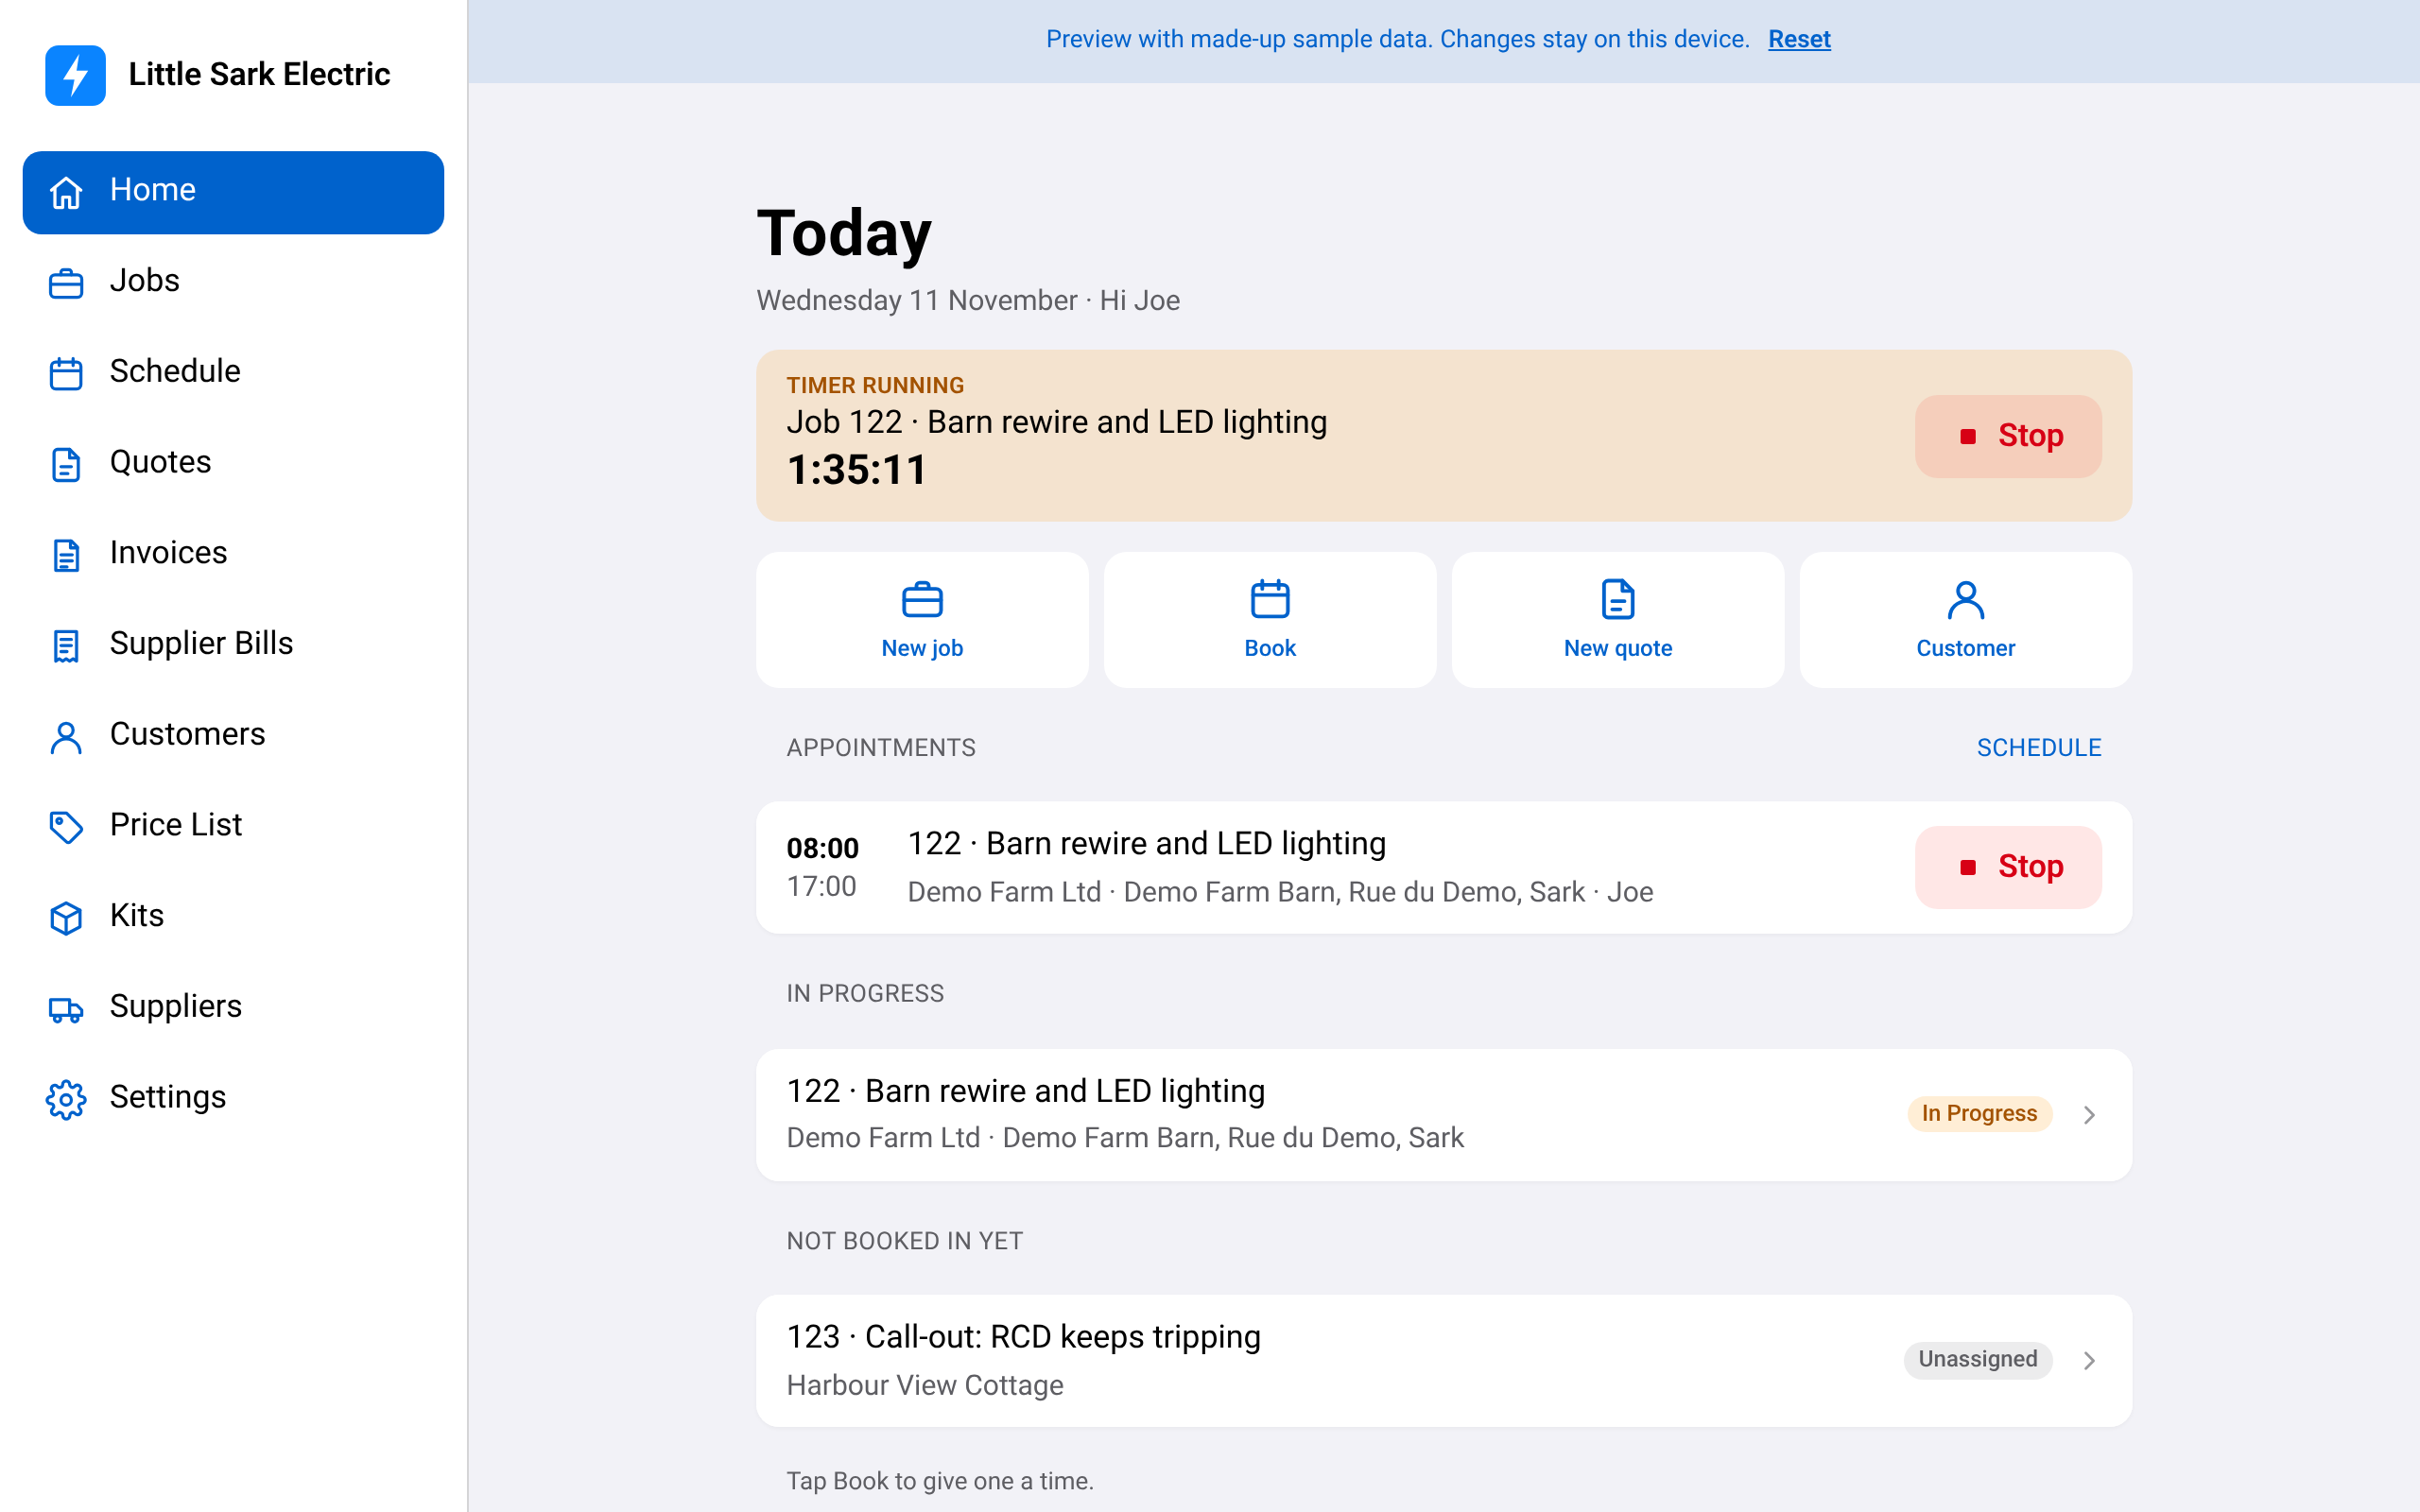 Little Sark Electric
Home
Jobs
Schedule
Quotes
Invoices
Supplier Bills
Customers
Price List
Kits
Suppliers
Settings
Preview with made-up sample data. Changes stay on this device. Reset
Today
Wednesday 11 November · Hi Joe
TIMER RUNNING
Job 122 · Barn rewire and LED lighting
1:35:11
Stop
New job
Book
New quote
Customer
APPOINTMENTS
SCHEDULE
08:00
17:00
122 · Barn rewire and LED lighting
Demo Farm Ltd · Demo Farm Barn, Rue du Demo, Sark · Joe
Stop
IN PROGRESS
122 · Barn rewire and LED lighting
Demo Farm Ltd · Demo Farm Barn, Rue du Demo, Sark
In Progress
NOT BOOKED IN YET
123 · Call-out: RCD keeps tripping
Harbour View Cottage
Unassigned
Tap Book to give one a time.